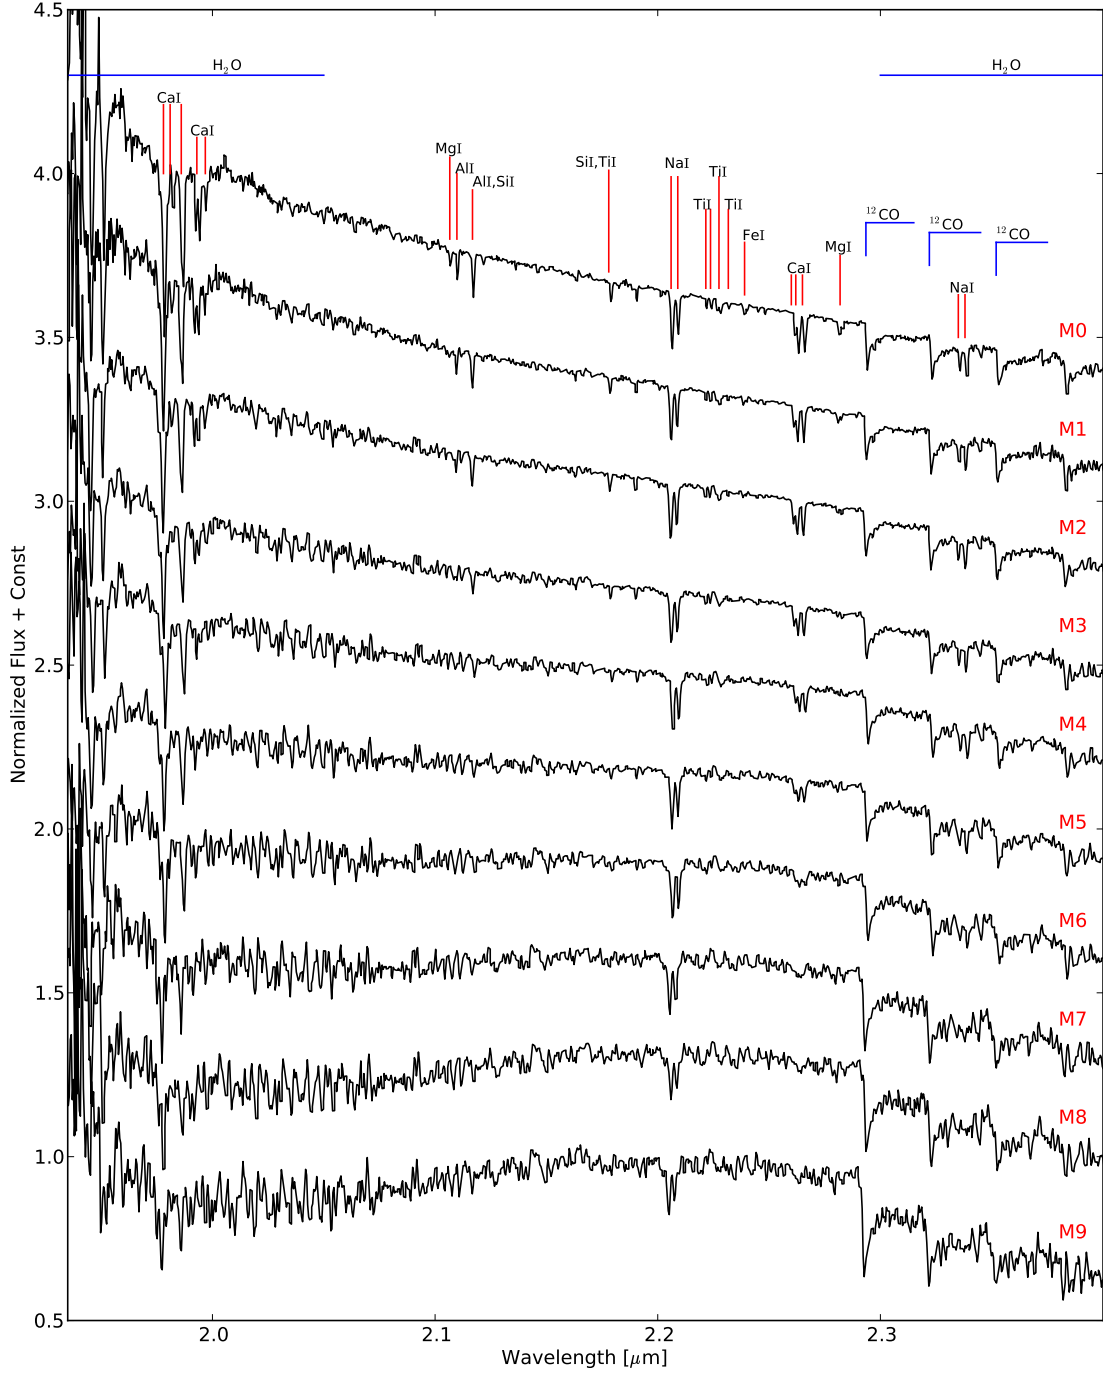 4.5
H₂O
H₂O
CaI
CaI
MgI
AlI
AlI,SiI
SiI,TiI
NaI
TiI
TiI
TiI
FeI
CaI
MgI
¹²CO
¹²CO
¹²CO
NaI
4.0
M0
3.5
M1
M2
3.0
M3
M4
2.5
M5
M6
2.0
M7
M8
1.5
M9
1.0
0.5
2.0
2.1
2.2
2.3
Normalized Flux + Const
Wavelength [μm]